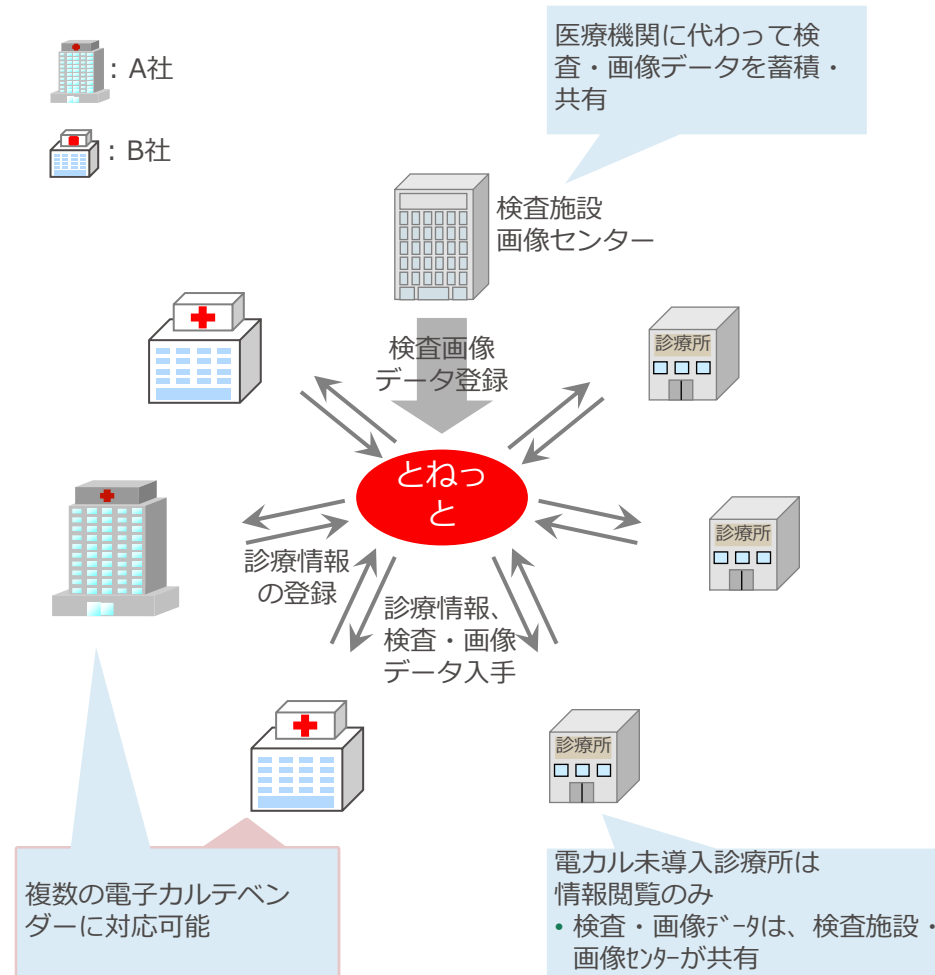 ：A社
：B社
医療機関に代わって検
査・画像データを蓄積・
共有
検査施設
画像センター
検査画像
データ登録
診療所
とねっ
と
診療所
診療情報
の登録
診療情報、
検査・画像
データ入手
診療所
複数の電子カルテベン
ダーに対応可能
電カル未導入診療所は
情報閲覧のみ
• 検査・画像ﾃﾞｰﾀは、検査施設・
画像ｾﾝﾀｰが共有